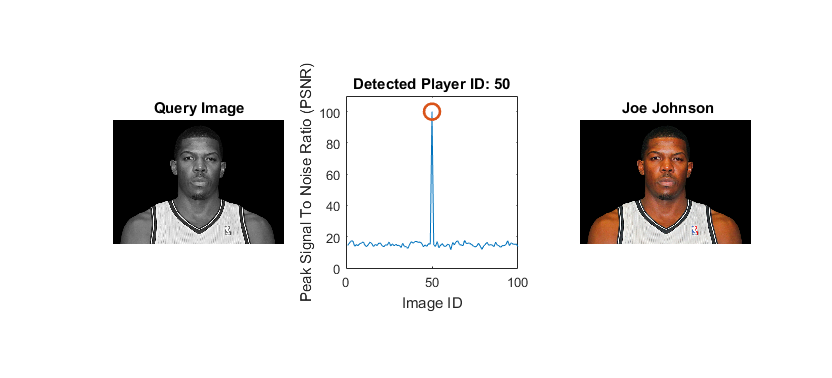 Query Image
Detected Player ID: 50
Joe Johnson
Peak Signal To Noise Ratio (PSNR)
100
80
60
40
20
0
0
50
100
Image ID